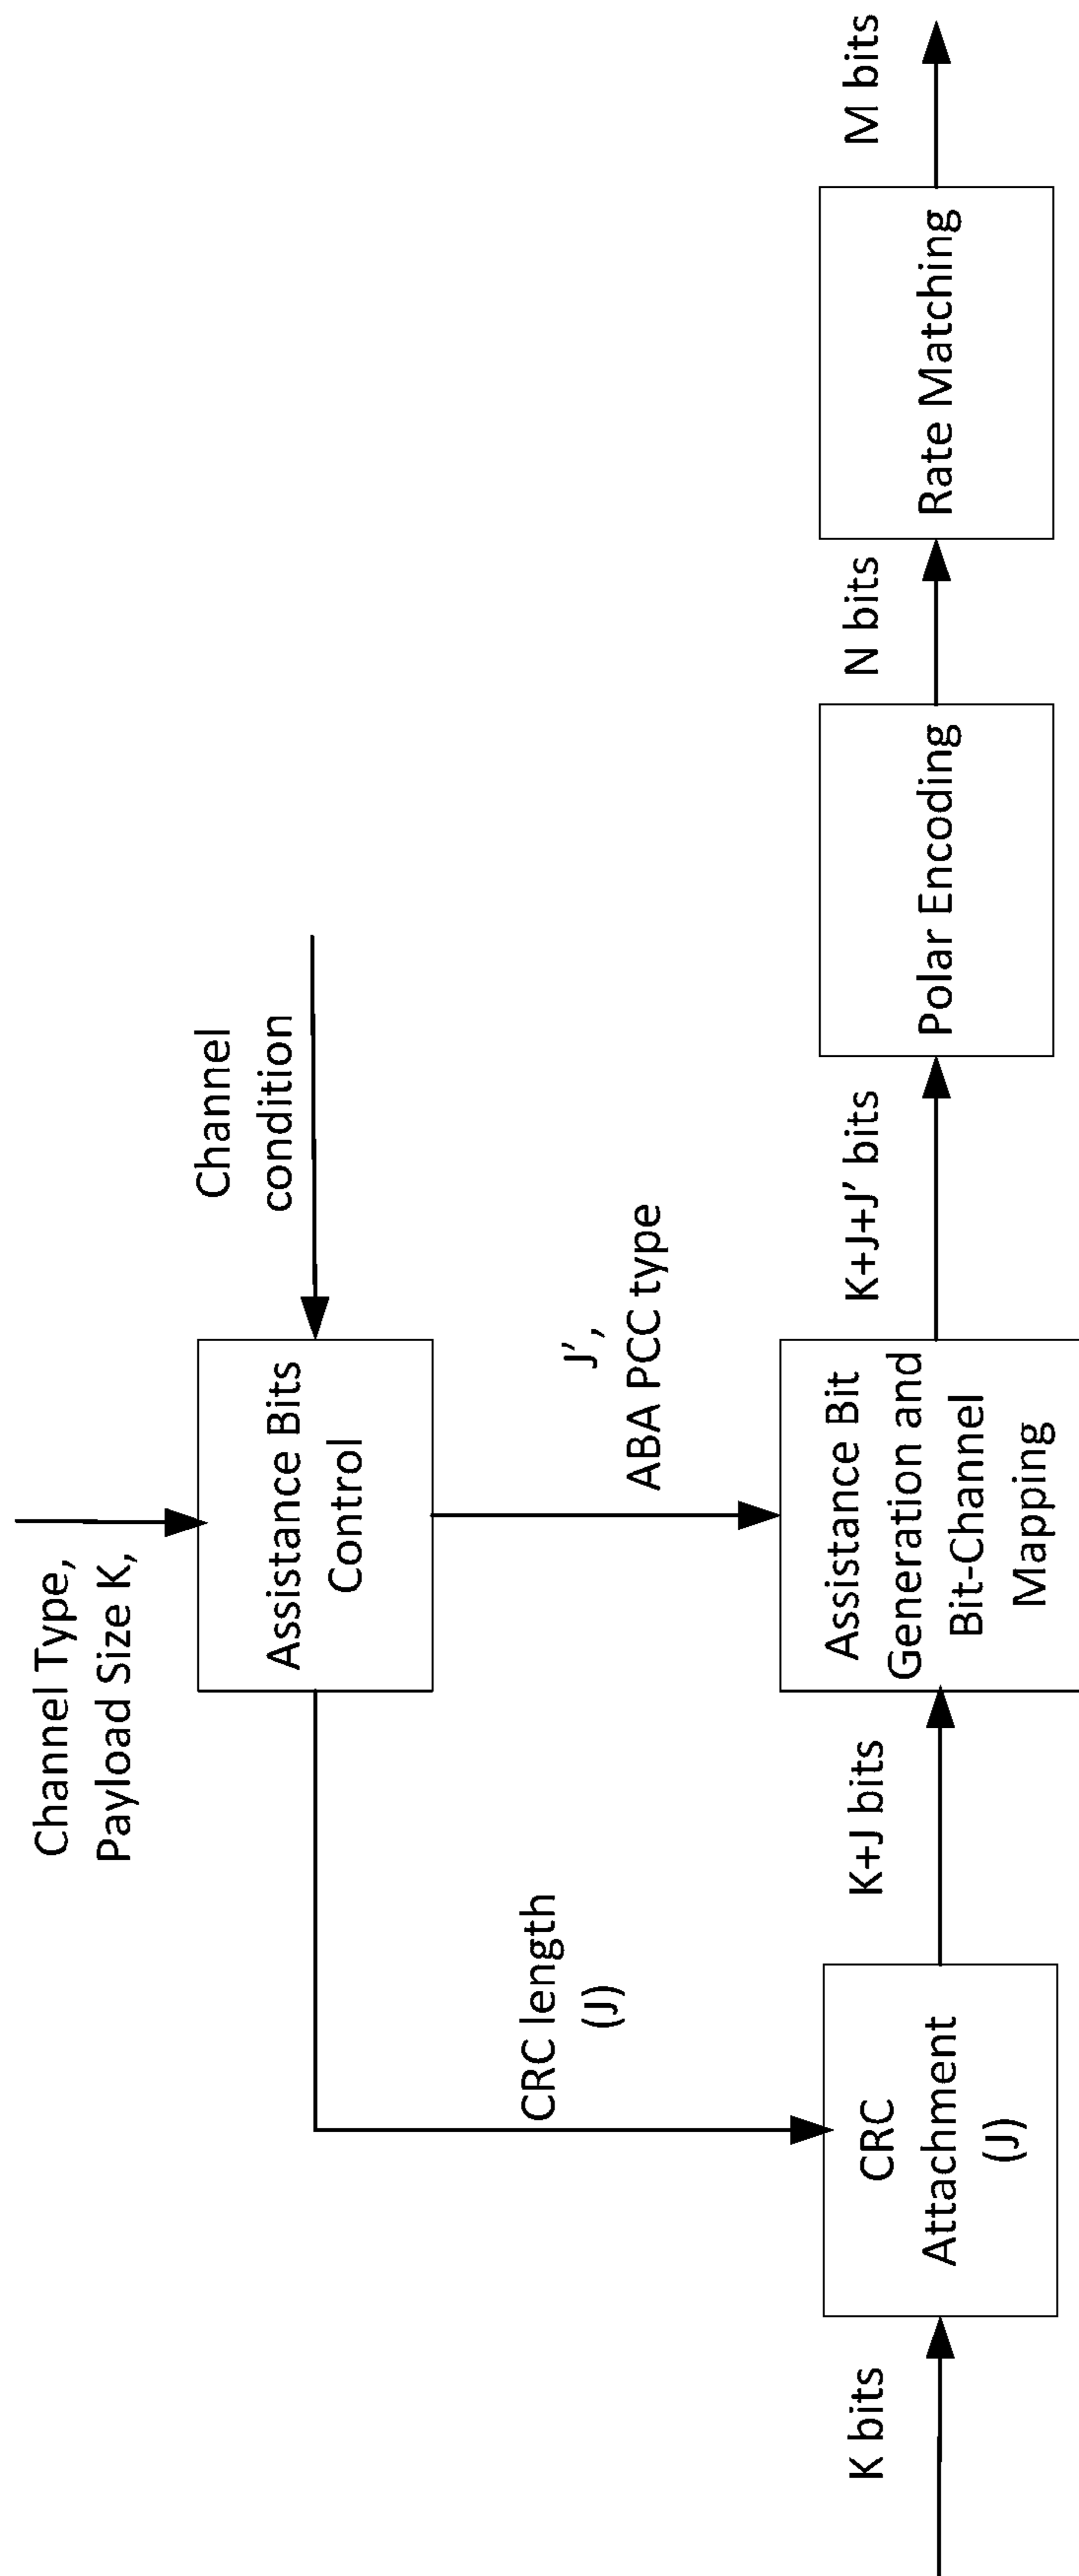 Channel Type,
Payload Size K,
Assistance Bits
Control
Channel
condition
CRC length
(J)
J′,
ABA PCC type
K bits
CRC
Attachment
(J)
K+J bits
Assistance Bit
Generation and
Bit-Channel
Mapping
K+J+J′ bits
Polar Encoding
N bits
Rate Matching
M bits